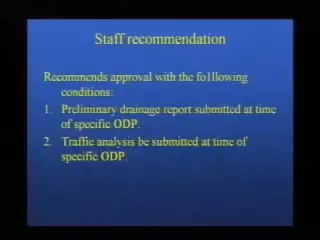 Staff recommendation
Recommends approval with the folllowing
conditions:
1. Preliminary drainage report submitted at time
of specific ODP.
2. Traffic analysis be submitted at time of
specific ODP.